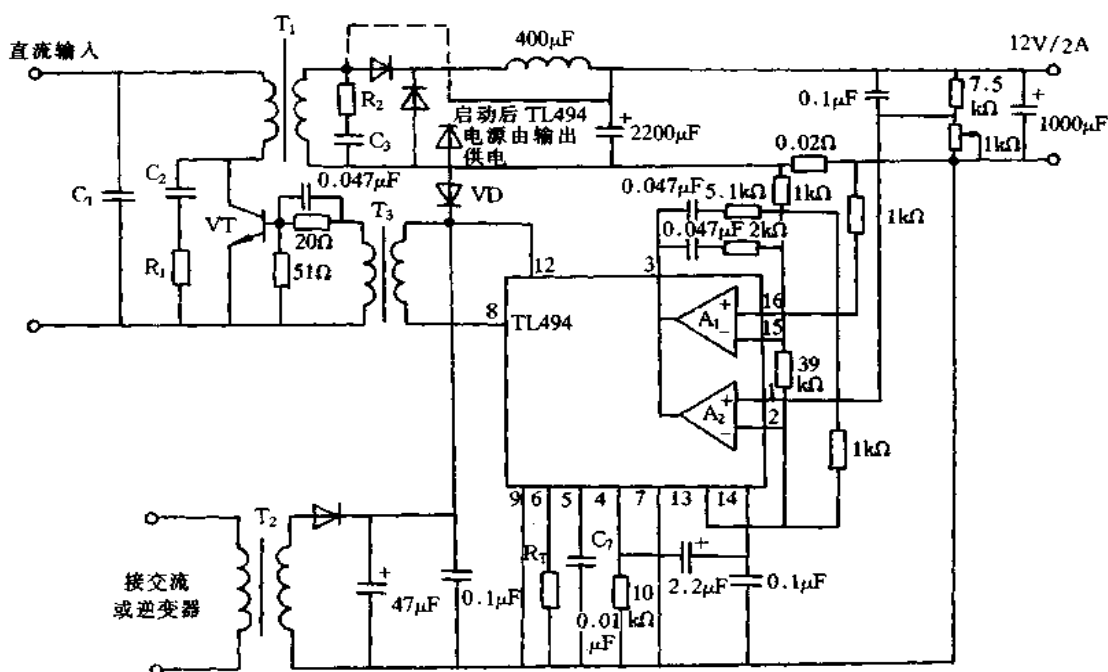 T₁
直流输入
400μF
12V/2A
R₂
C₃
启动后 TL494
电源由输出
供电
2200μF
0.1μF
7.5
kΩ
1kΩ
1000μF
0.02Ω
C₁
C₂
0.047μF
VT
R₁
20Ω
51Ω
T₃
VD
0.047μF
5.1kΩ
0.047μF
2kΩ
1kΩ
1kΩ
12
3
8
TL494
A₁
+
−
16
15
39
kΩ
A₂
+
−
1
2
1kΩ
9
6
5
4
7
13
14
T₂
接交流
或逆变器
+
47μF
0.1μF
R_T
C_7
0.01
μF
10
kΩ
+
2.2μF
0.1μF